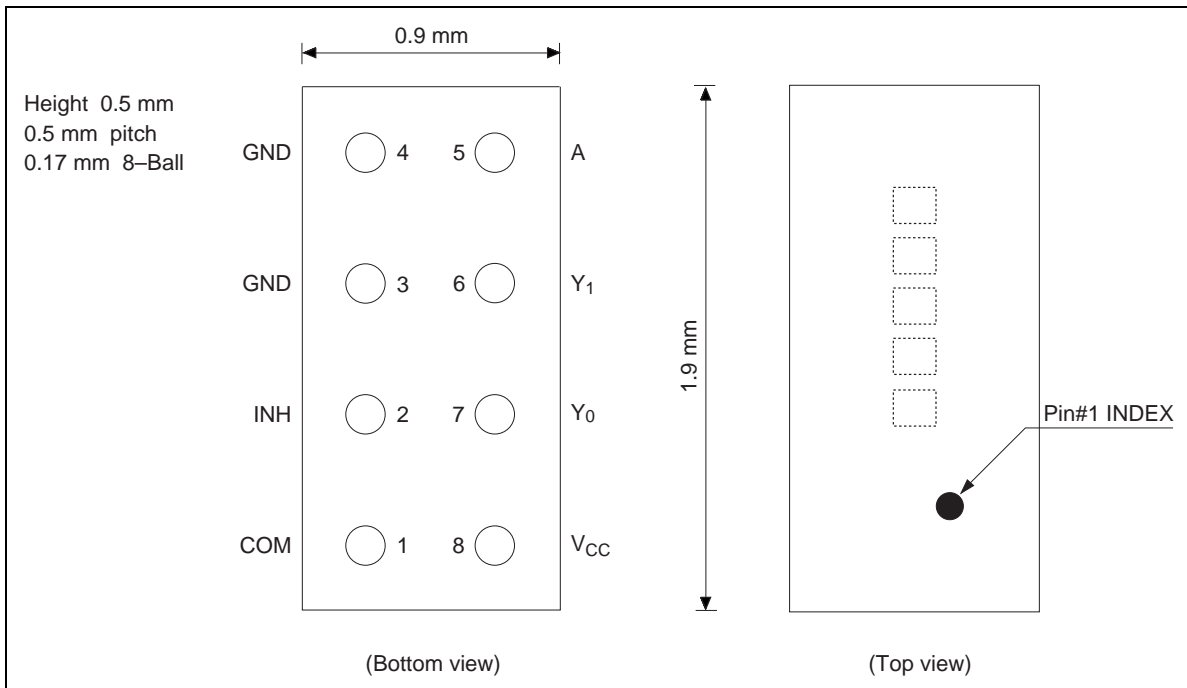 0.9 mm
Height 0.5 mm
0.5 mm pitch
0.17 mm 8–Ball
GND 4 5 A
GND 3 6 Y1
INH 2 7 Y0
COM 1 8 VCC
(Bottom view)
1.9 mm
Pin#1 INDEX
(Top view)